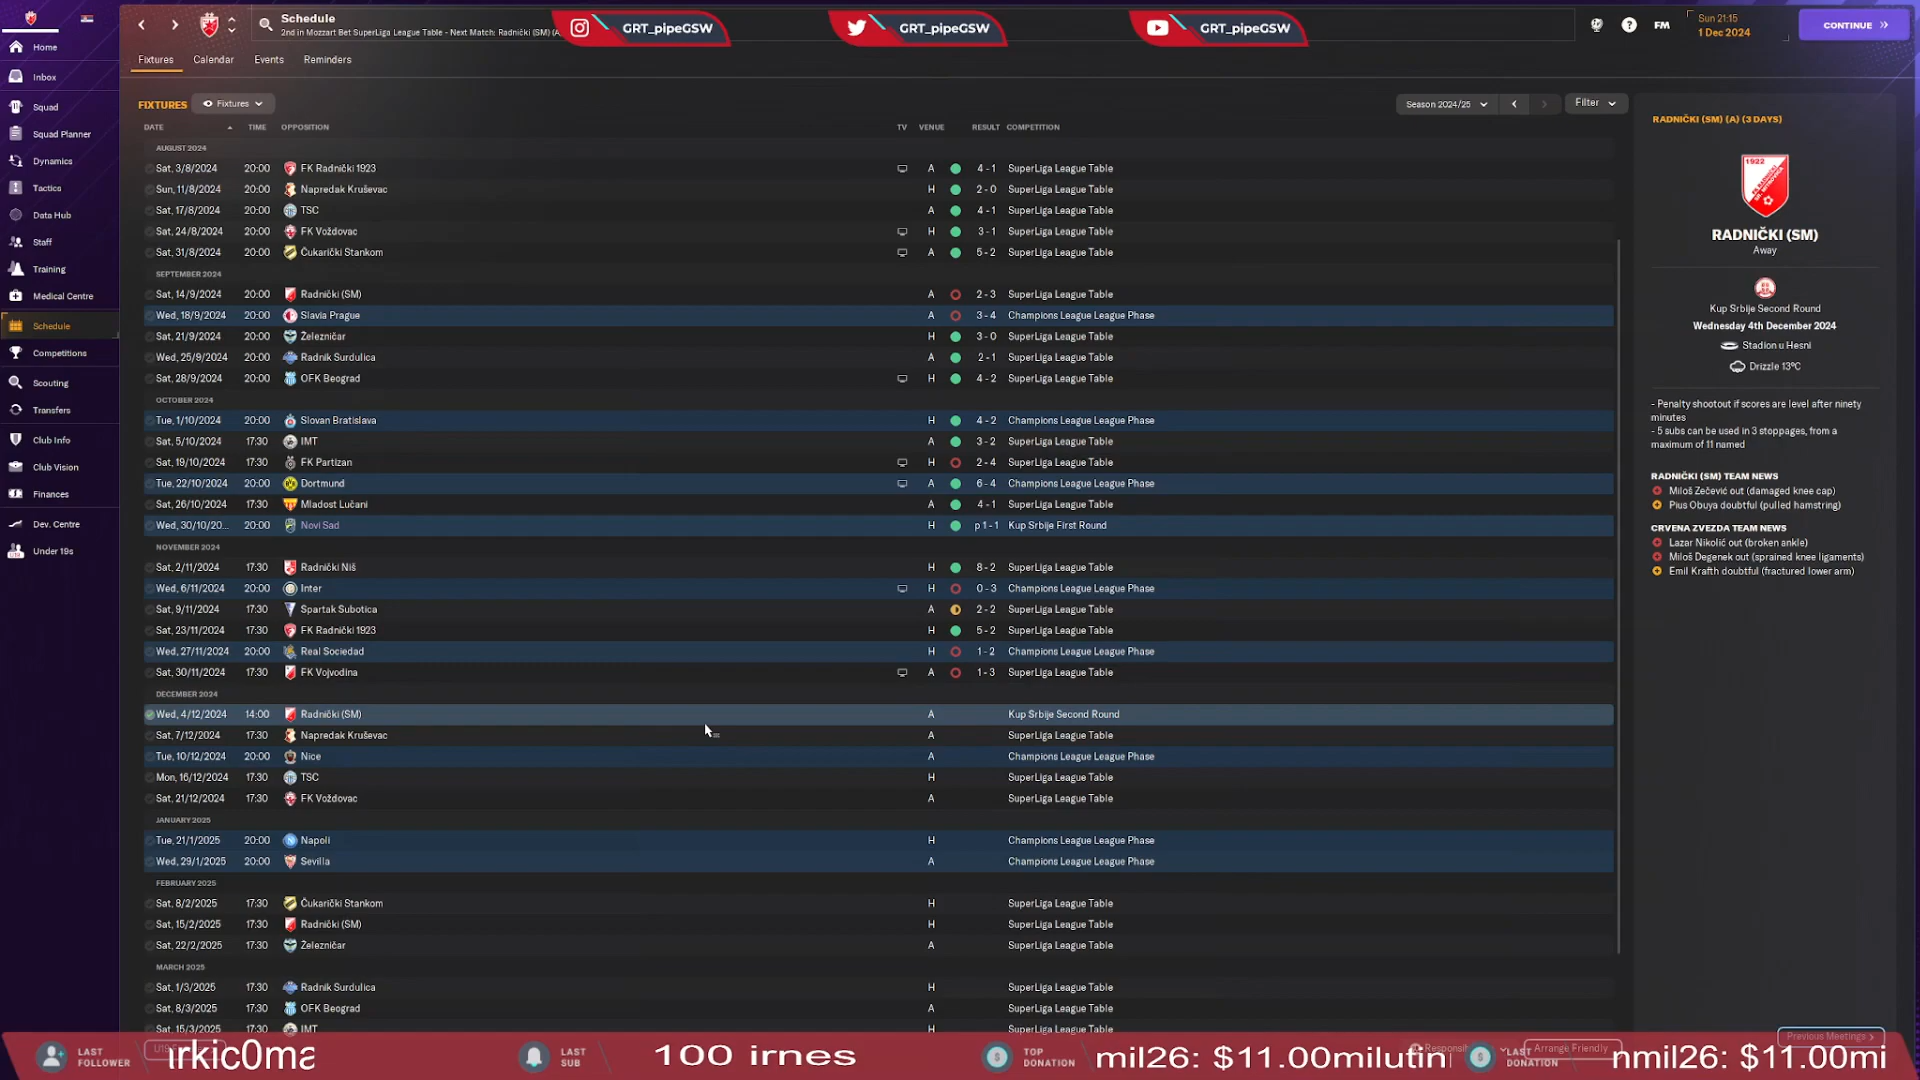 Schedule
2nd in Mozzart Bet SuperLiga League Table - Next Match: Radnički (SM) (A
GRT_pipeGSW
GRT_pipeGSW
GRT_pipeGSW
FM
Sun 21:15
1 Dec 2024
CONTINUE
Home
Inbox
Squad
Squad Planner
Dynamics
Tactics
Data Hub
Staff
Training
Medical Centre
Schedule
Competitions
Scouting
Transfers
Club Info
Club Vision
Finances
Dev. Centre
Under 19s
Fixtures Calendar Events Reminders
FIXTURES Fixtures Season 2024/25 Filter
DATE TIME OPPOSITION TV VENUE RESULT COMPETITION
AUGUST 2024
Sat, 3/8/2024 20:00 FK Radnički 1923 A 4 - 1 SuperLiga League Table
Sun, 11/8/2024 20:00 Napredak Kruševac H 2 - 0 SuperLiga League Table
Sat, 17/8/2024 20:00 TSC A 4 - 1 SuperLiga League Table
Sat, 24/8/2024 20:00 FK Voždovac H 3 - 1 SuperLiga League Table
Sat, 31/8/2024 20:00 Čukarički Stankom A 5 - 2 SuperLiga League Table
SEPTEMBER 2024
Sat, 14/9/2024 20:00 Radnički (SM) A 2 - 3 SuperLiga League Table
Wed, 18/9/2024 20:00 Slavia Prague A 3 - 4 Champions League League Phase
Sat, 21/9/2024 20:00 Železničar H 3 - 0 SuperLiga League Table
Wed, 25/9/2024 20:00 Radnik Surdulica A 2 - 1 SuperLiga League Table
Sat, 28/9/2024 20:00 OFK Beograd H 4 - 2 SuperLiga League Table
OCTOBER 2024
Tue, 1/10/2024 20:00 Slovan Bratislava H 4 - 2 Champions League League Phase
Sat, 5/10/2024 17:30 IMT A 3 - 2 SuperLiga League Table
Sat, 19/10/2024 17:30 FK Partizan H 2 - 4 SuperLiga League Table
Tue, 22/10/2024 20:00 Dortmund A 6 - 4 Champions League League Phase
Sat, 26/10/2024 17:30 Mladost Lučani A 4 - 1 SuperLiga League Table
Wed, 30/10/20... 20:00 Novi Sad H p 1 - 1 Kup Srbije First Round
NOVEMBER 2024
Sat, 2/11/2024 17:30 Radnički Niš H 8 - 2 SuperLiga League Table
Wed, 6/11/2024 20:00 Inter H 0 - 3 Champions League League Phase
Sat, 9/11/2024 17:30 Spartak Subotica A 2 - 2 SuperLiga League Table
Sat, 23/11/2024 17:30 FK Radnički 1923 H 5 - 2 SuperLiga League Table
Wed, 27/11/2024 20:00 Real Sociedad H 1 - 2 Champions League League Phase
Sat, 30/11/2024 17:30 FK Vojvodina A 1 - 3 SuperLiga League Table
DECEMBER 2024
Wed, 4/12/2024 14:00 Radnički (SM) A Kup Srbije Second Round
Sat, 7/12/2024 17:30 Napredak Kruševac A SuperLiga League Table
Tue, 10/12/2024 20:00 Nice A Champions League League Phase
Mon, 16/12/2024 17:30 TSC H SuperLiga League Table
Sat, 21/12/2024 17:30 FK Voždovac A SuperLiga League Table
JANUARY 2025
Tue, 21/1/2025 20:00 Napoli H Champions League League Phase
Wed, 29/1/2025 20:00 Sevilla A Champions League League Phase
FEBRUARY 2025
Sat, 8/2/2025 17:30 Čukarički Stankom H SuperLiga League Table
Sat, 15/2/2025 17:30 Radnički (SM) H SuperLiga League Table
Sat, 22/2/2025 17:30 Železničar A SuperLiga League Table
MARCH 2025
Sat, 1/3/2025 17:30 Radnik Surdulica H SuperLiga League Table
Sat, 8/3/2025 17:30 OFK Beograd A SuperLiga League Table
Sat, 15/3/2025 17:30 IMT H SuperLiga League Table
RADNIČKI (SM) (A) (3 DAYS)
1922
RADNIČKI (SM)
Away
Kup Srbije Second Round
Wednesday 4th December 2024
Stadion u Hesni
Drizzle 13°C
- Penalty shootout if scores are level after ninety
minutes
- 5 subs can be used in 3 stoppages, from a
maximum of 11 named
RADNIČKI (SM) TEAM NEWS
Miloš Zečević out (damaged knee cap)
Pius Obuya doubtful (pulled hamstring)
CRVENA ZVEZDA TEAM NEWS
Lazar Nikolić out (broken ankle)
Miloš Degenek out (sprained knee ligaments)
Emil Krafth doubtful (fractured lower arm)
Previous Meetings >
Arrange Friendly
LAST
FOLLOWER
irkic0ma
LAST
SUB
100 irnes
TOP
DONATION
mil26: $11.00milutin
LAST
DONATION
nmil26: $11.00mi